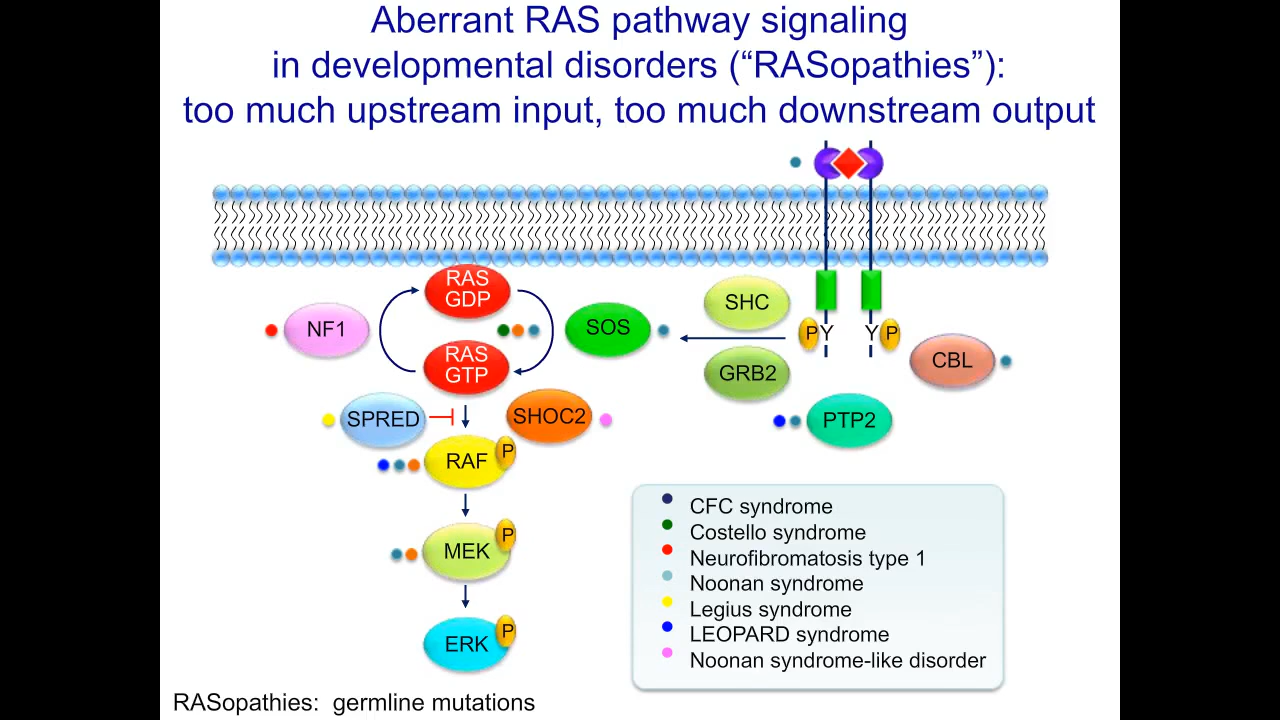 Aberrant RAS pathway signaling
in developmental disorders (“RASopathies”):
too much upstream input, too much downstream output
RAS
GDP
SHC
NF1
SOS
P
Y
Y
P
RAS
GTP
CBL
GRB2
SPRED
SHOC2
PTP2
RAF
P
MEK
P
ERK
P
CFC syndrome
Costello syndrome
Neurofibromatosis type 1
Noonan syndrome
Legius syndrome
LEOPARD syndrome
Noonan syndrome-like disorder
RASopathies: germline mutations